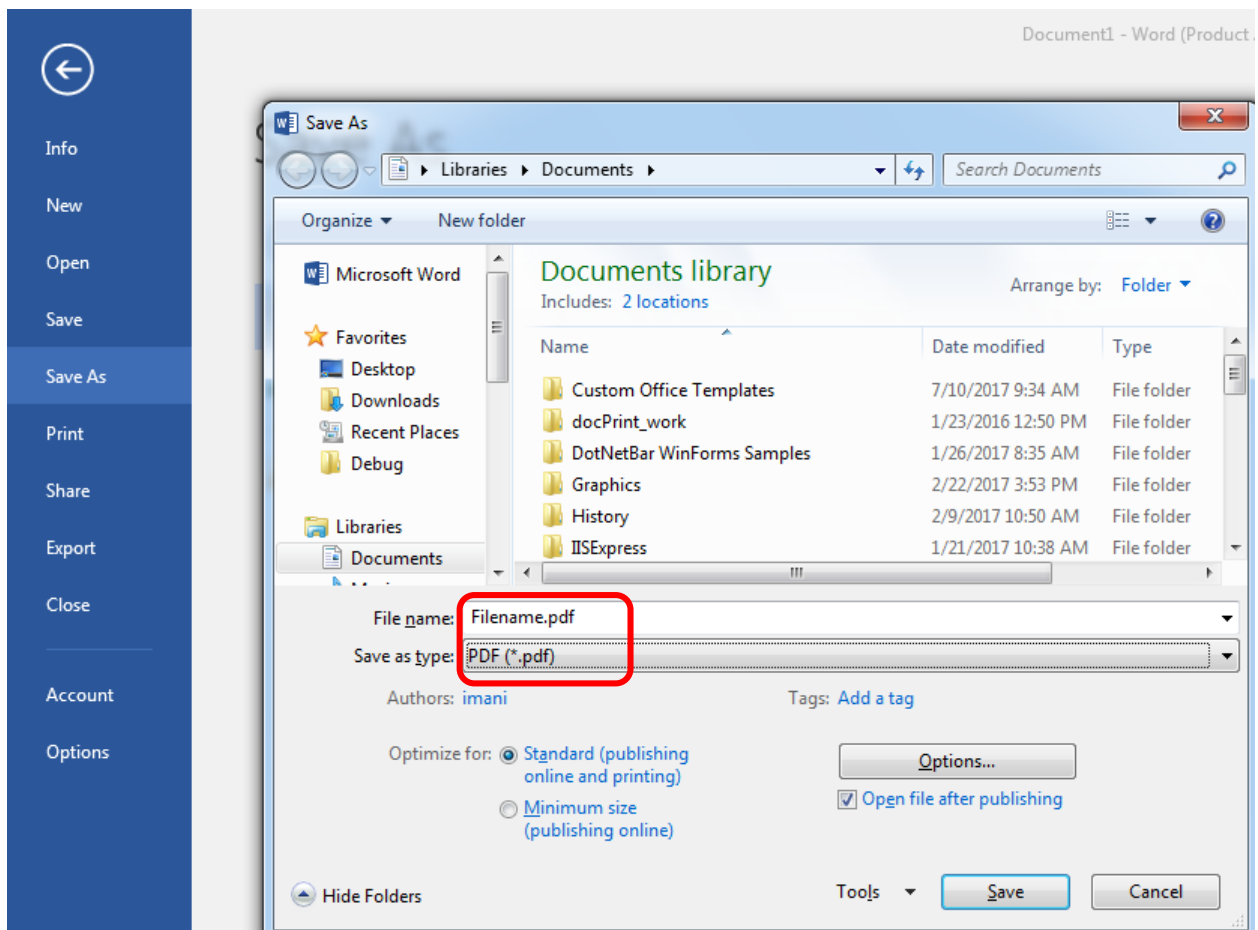 Document1 - Word (Product
Info
New
Open
Save
Save As
Print
Share
Export
Close
Account
Options
Save As
Libraries Documents
Search Documents
Organize New folder
Microsoft Word
Favorites
Desktop
Downloads
Recent Places
Debug
Libraries
Documents
Documents library
Includes: 2 locations
Arrange by: Folder
Name Date modified Type
Custom Office Templates 7/10/2017 9:34 AM File folder
docPrint_work 1/23/2016 12:50 PM File folder
DotNetBar WinForms Samples 1/26/2017 8:35 AM File folder
Graphics 2/22/2017 3:53 PM File folder
History 2/9/2017 10:50 AM File folder
IISExpress 1/21/2017 10:38 AM File folder
File name: Filename.pdf
Save as type: PDF (*.pdf)
Authors: imani Tags: Add a tag
Optimize for: Standard (publishing
online and printing)
Minimum size
(publishing online)
Options...
Open file after publishing
Hide Folders
Tools Save Cancel